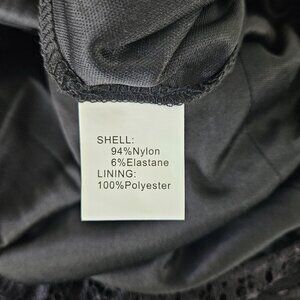 SHELL:
94%Nylon
6%Elastane
LINING:
100%Polyester